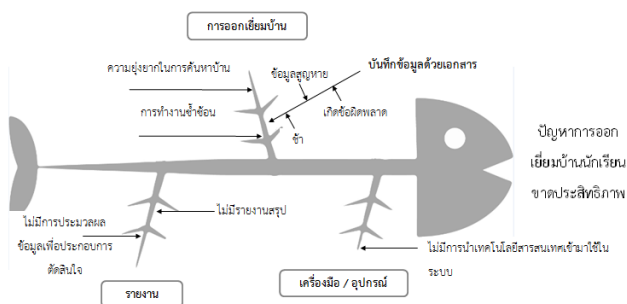 การออกเยี่ยมบ้าน
ความยุ่งยากในการค้นหาบ้าน
ข้อมูลสูญหาย
บันทึกข้อมูลด้วยเอกสาร
การทำงานซ้ำซ้อน
เกิดข้อผิดพลาด
ช้า
ปัญหาการออก
เยี่ยมบ้านนักเรียน
ขาดประสิทธิภาพ
ไม่มีรายงานสรุป
ไม่มีการประมวลผล
ข้อมูลเพื่อประกอบการ
ตัดสินใจ
ไม่มีการนำเทคโนโลยีสารสนเทศเข้ามาใช้ใน
ระบบ
เครื่องมือ / อุปกรณ์
รายงาน